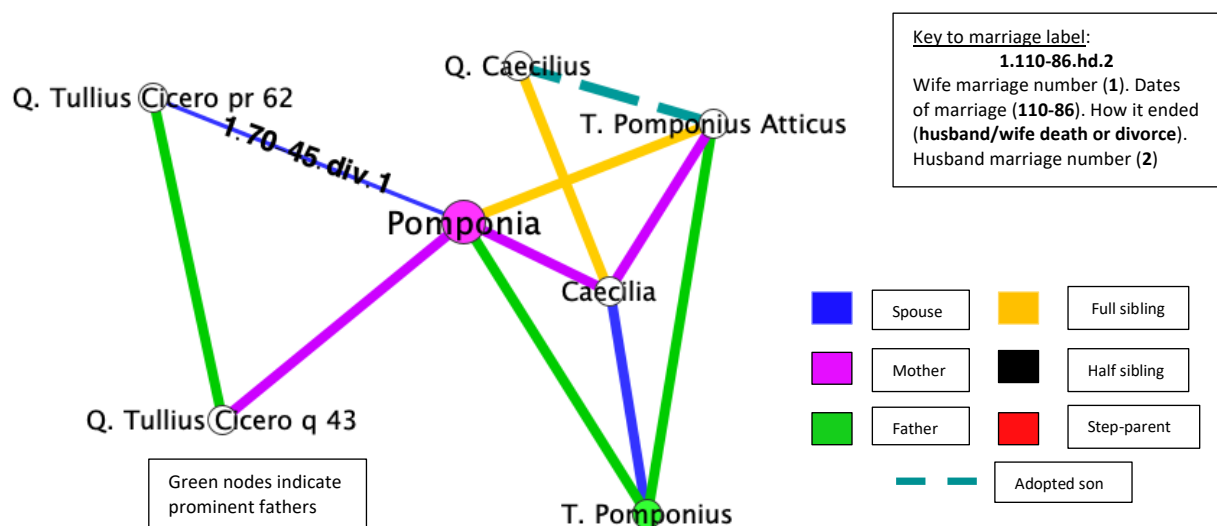 Key to marriage label:
1.110-86.hd.2
Wife marriage number (1). Dates
of marriage (110-86). How it ended
(husband/wife death or divorce).
Husband marriage number (2)
Q. Caecilius
Q. Tullius Cicero pr 62
T. Pomponius Atticus
1. 70-45. div. 1
Pomponia
Caecilia
Q. Tullius Cicero q 43
T. Pomponius
Green nodes indicate
prominent fathers
Spouse
Full sibling
Mother
Half sibling
Father
Step-parent
Adopted son